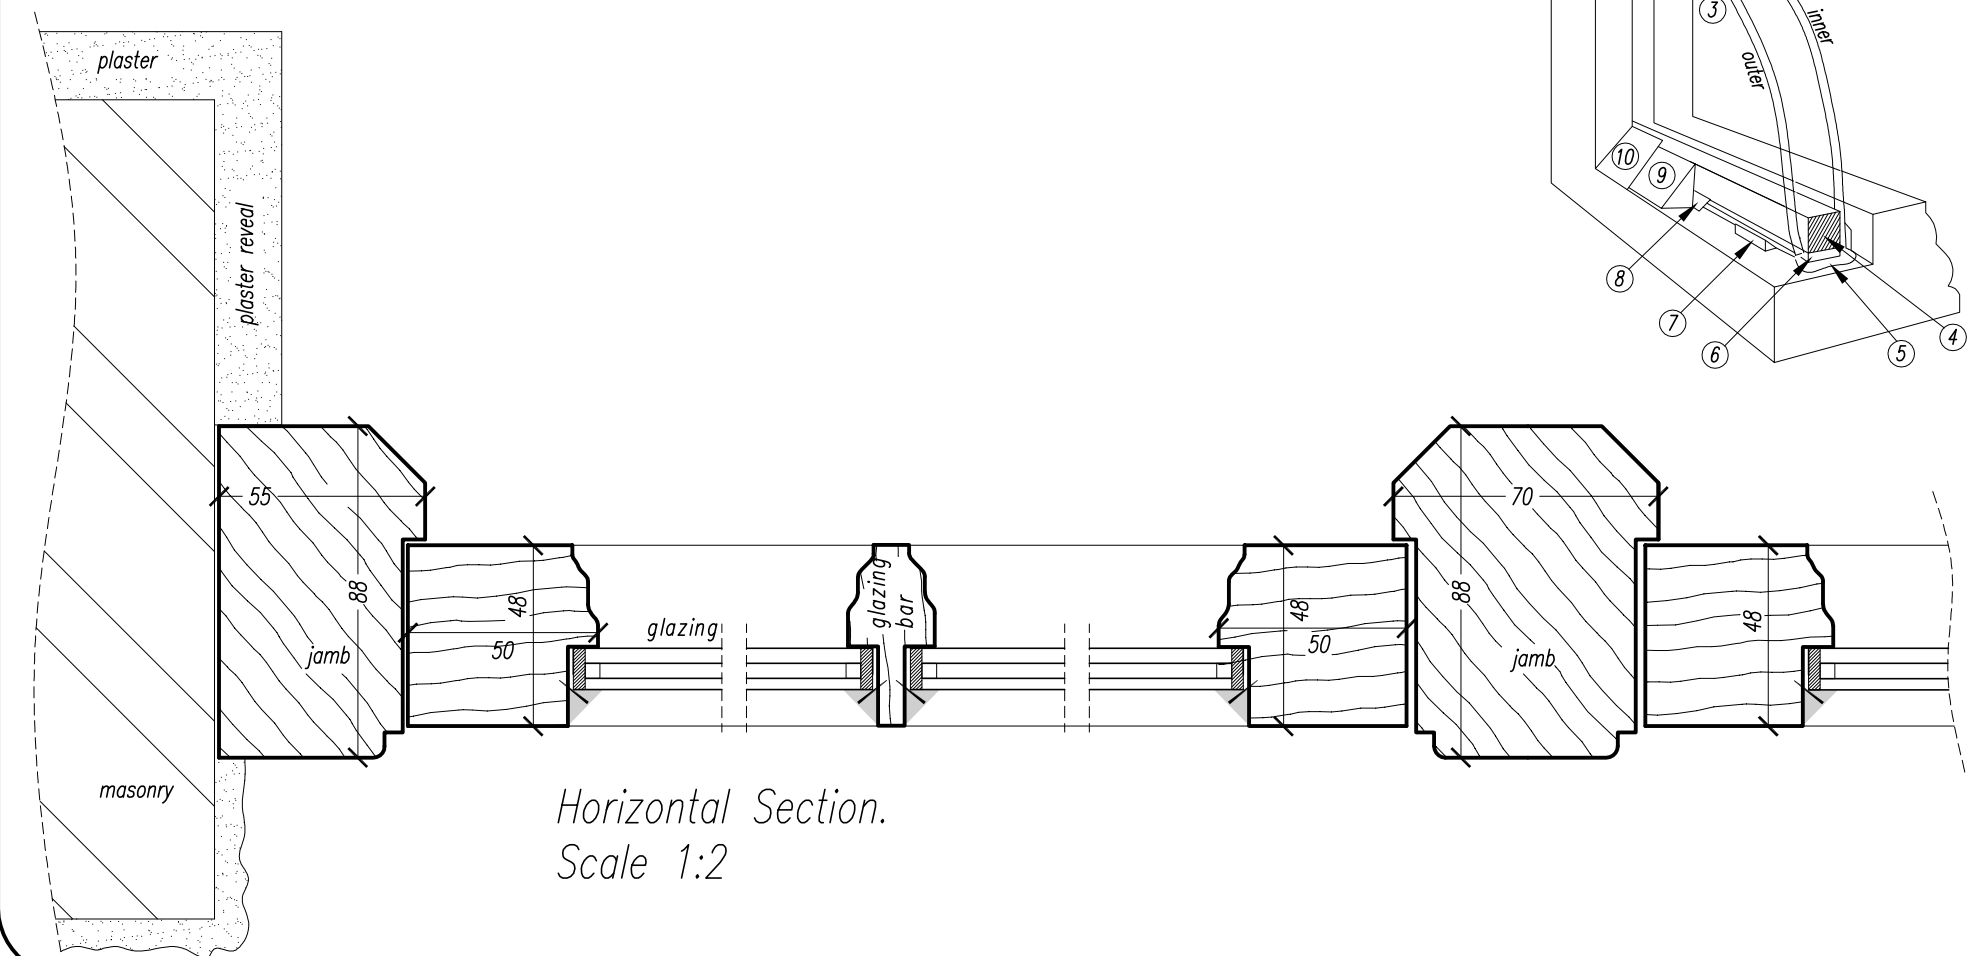 3
inner
outer
plaster
10
9
plaster reveal
8
7
6
5
4
55
70
88
48
50
glazing
glazing
bar
48
50
88
48
jamb
jamb
masonry
Horizontal Section.
Scale 1:2